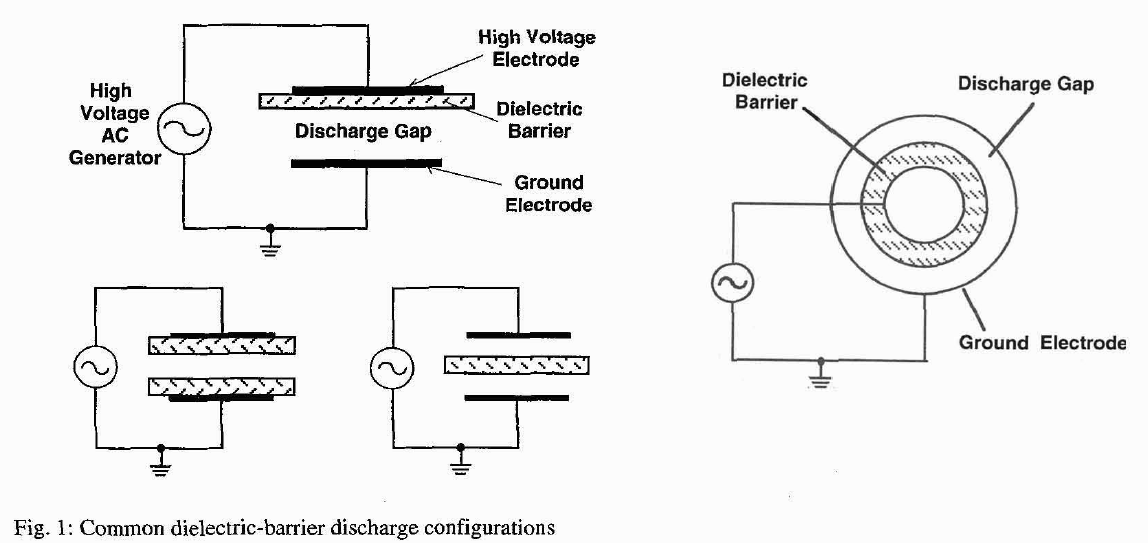 High Voltage
Electrode
High
Voltage
AC
Generator
Dielectric
Barrier
Discharge Gap
Ground
Electrode
Dielectric
Barrier
Discharge Gap
Ground Electrode
Fig. 1: Common dielectric-barrier discharge configurations